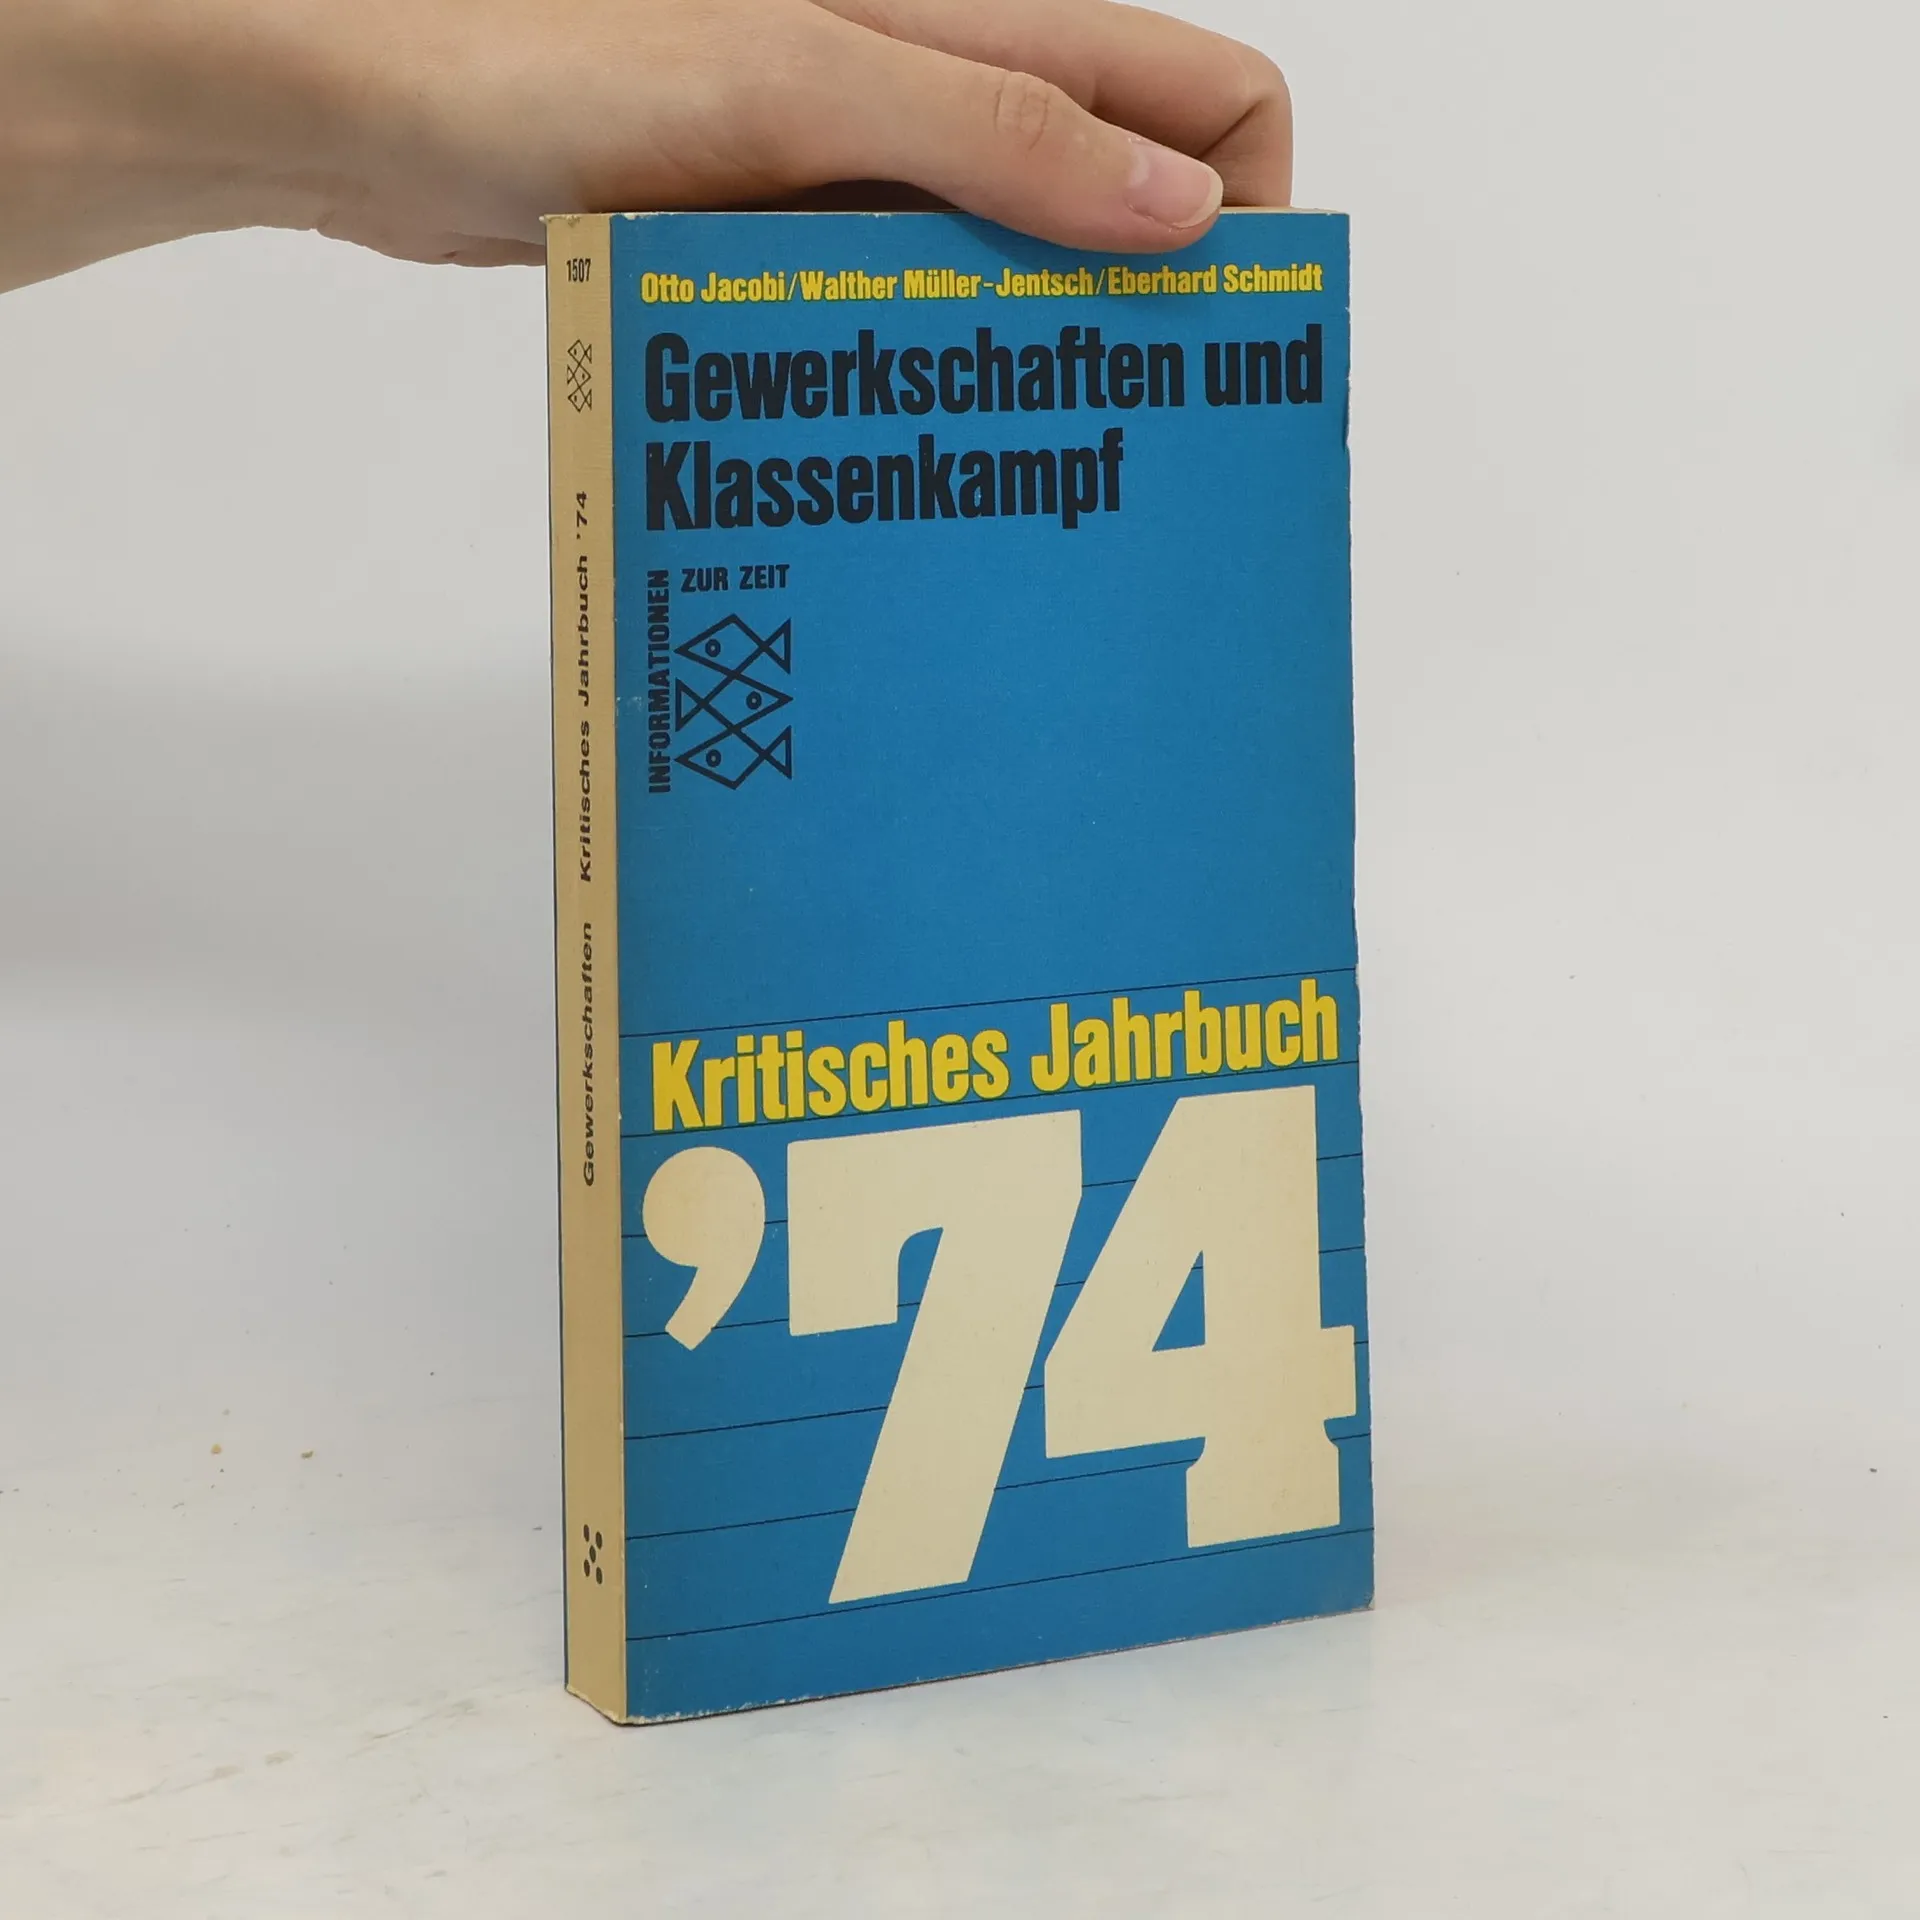 1507
Gewerkschaften Kritisches Jahrbuch '74
Otto Jacobi/Walther Müller-Jentsch/Eberhard Schmidt
Gewerkschaften und
Klassenkampf
INFORMATIONEN
ZUR ZEIT
Kritisches Jahrbuch
'74